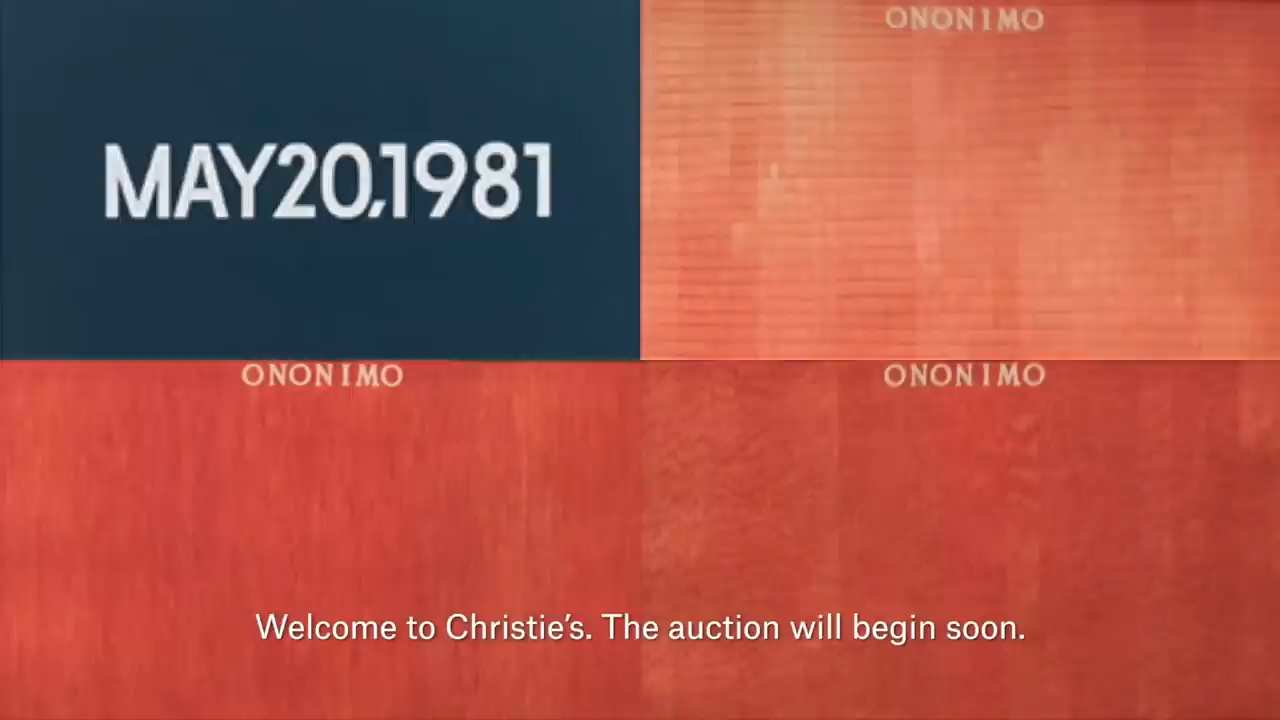 MAY20,1981
ONONIMO
ONONIMO
ONONIMO
Welcome to Christie's. The auction will begin soon.